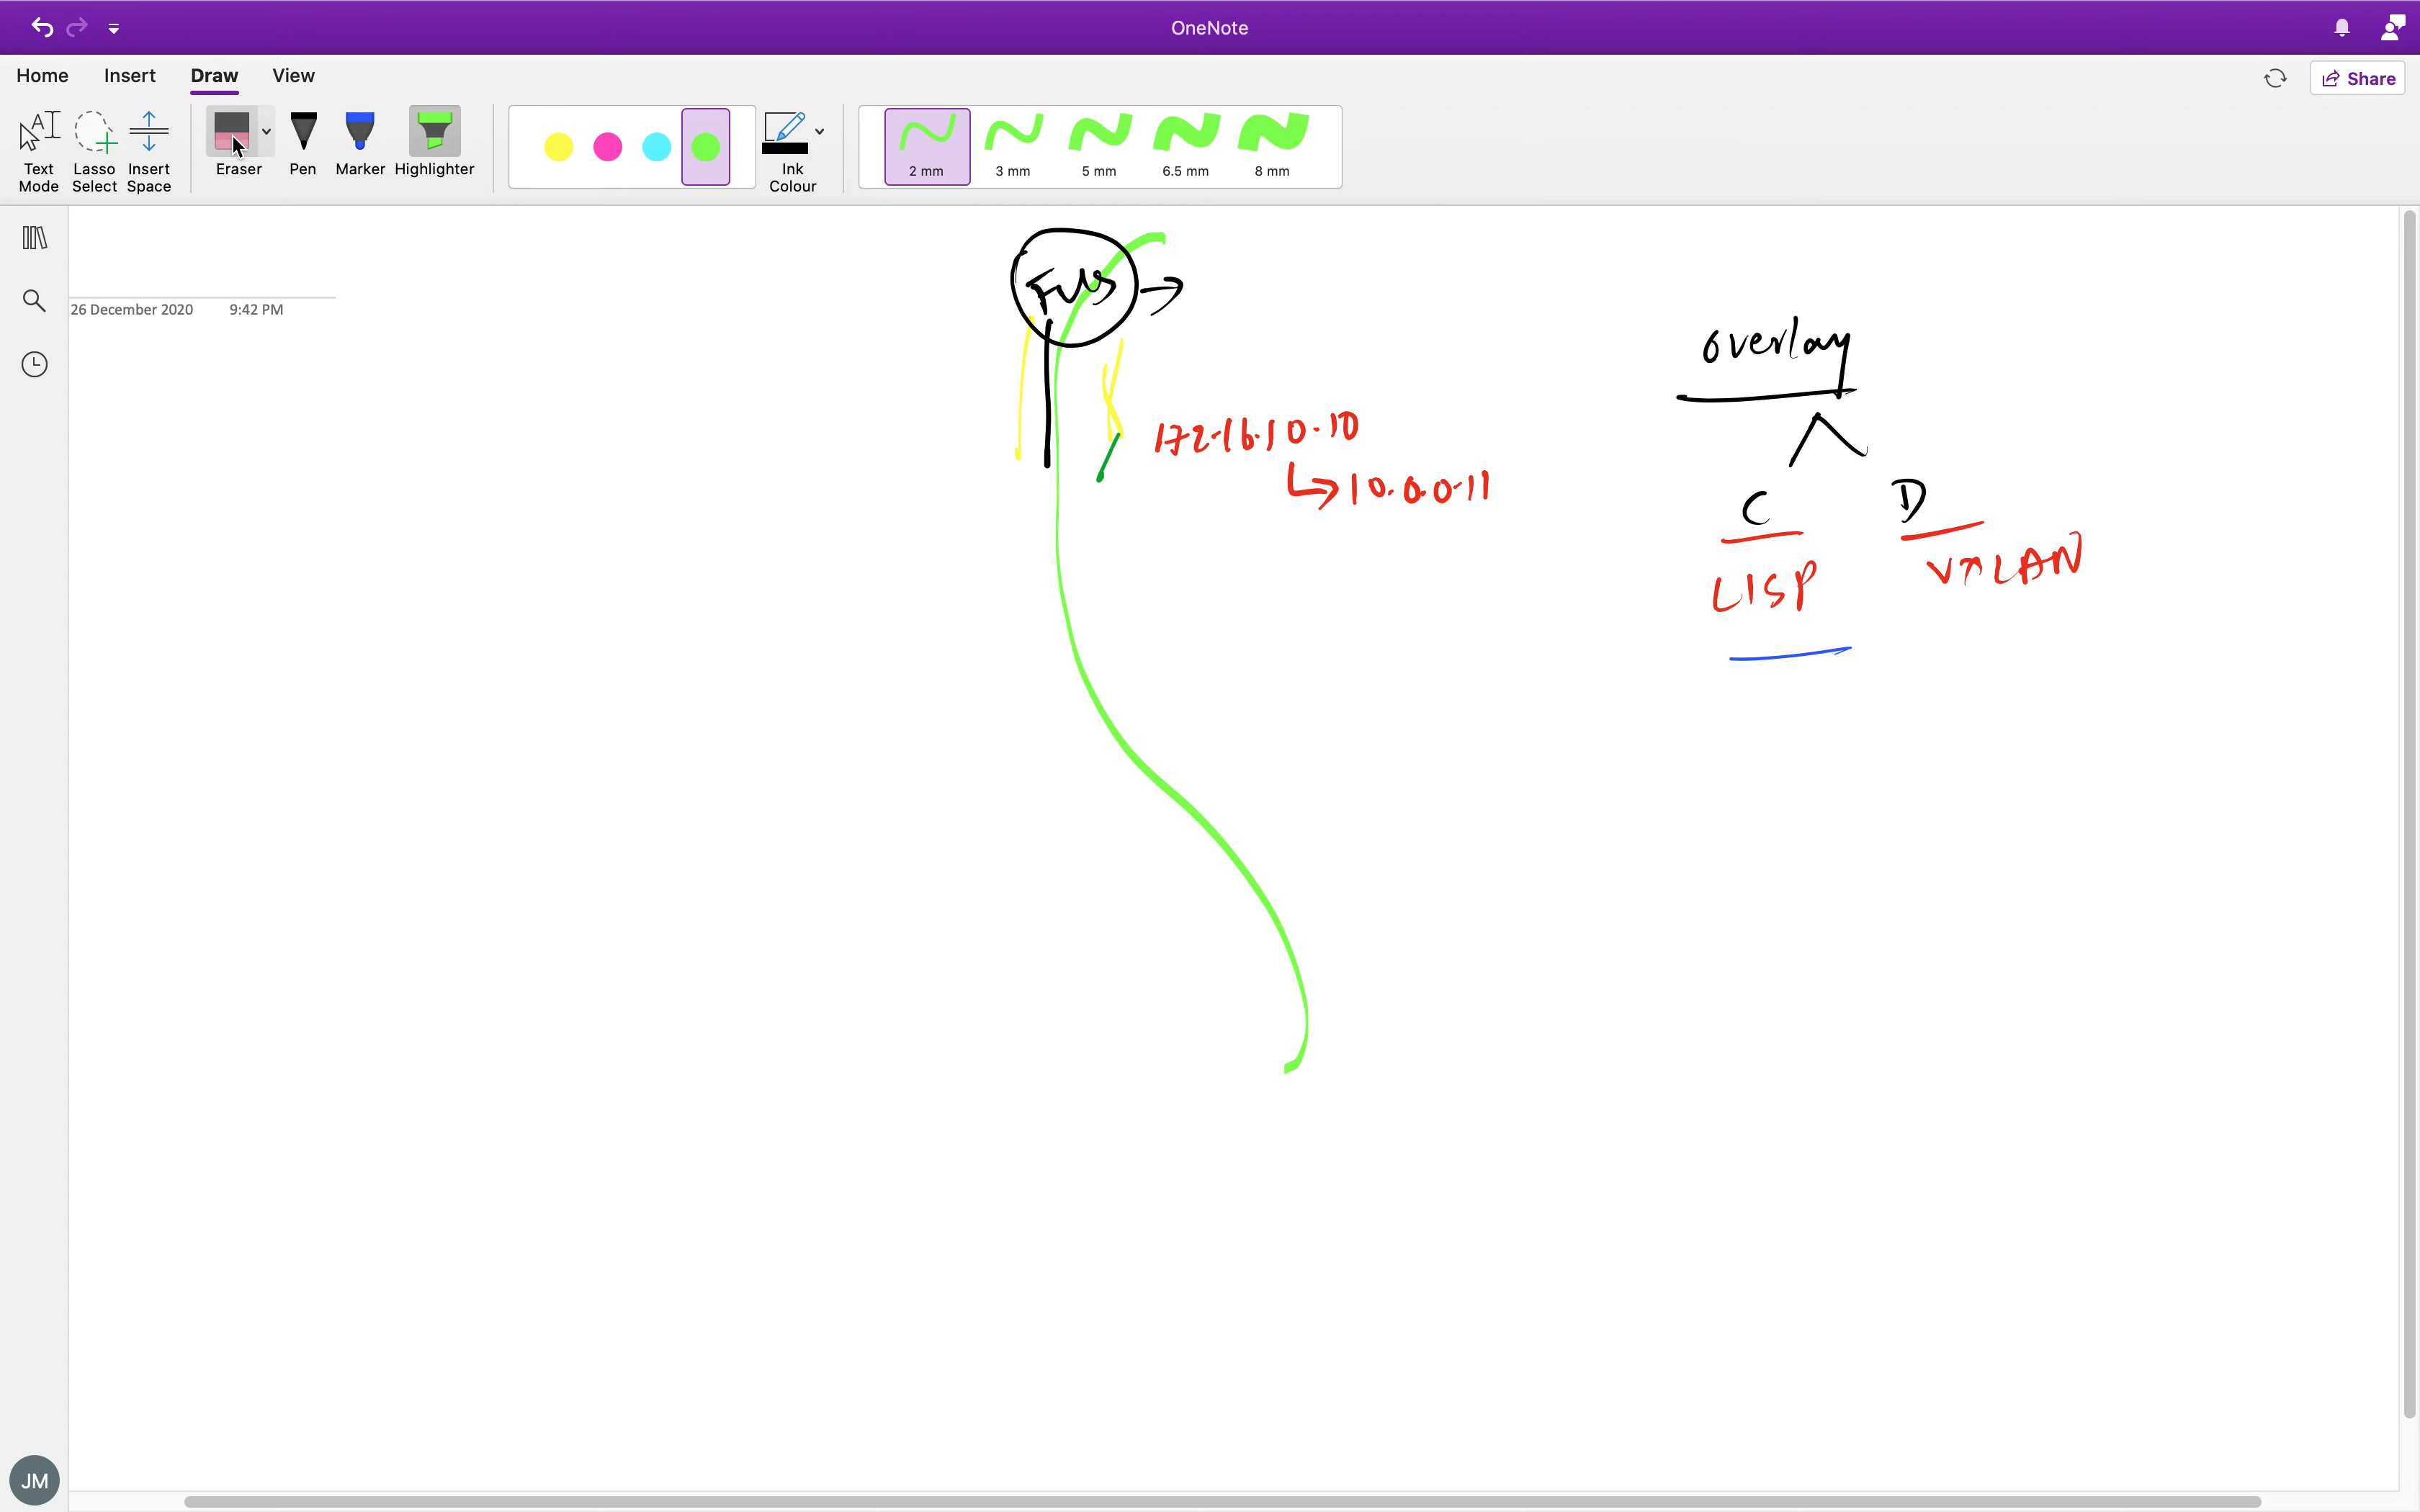 OneNote
Home Insert Draw View
Share
Text Mode
Lasso Select
Insert Space
Eraser
Pen
Marker
Highlighter
Ink Colour
2 mm
3 mm
5 mm
6.5 mm
8 mm
26 December 2020 9:42 PM
overlay
172.16.10.10
10.0.0.11
C D
LISP VXLAN
JM